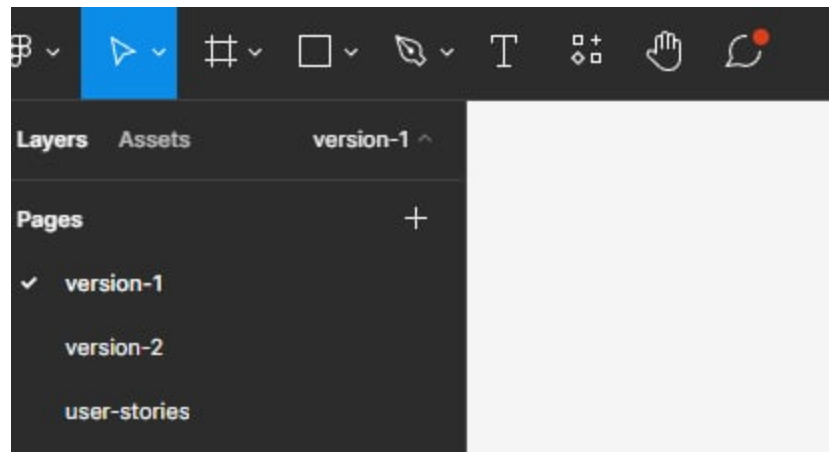 Layers Assets version-1
Pages
version-1
version-2
user-stories